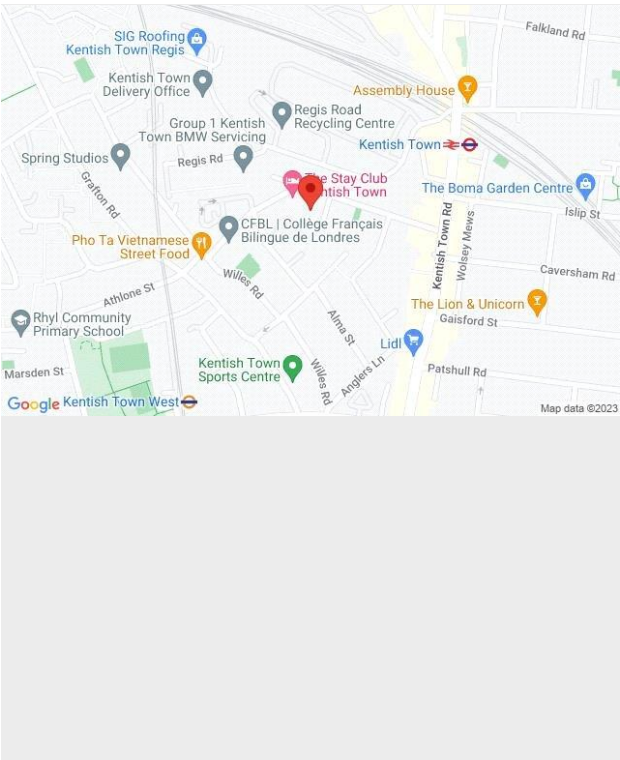 Falkland Rd
SIG Roofing
Kentish Town Regis
Kentish Town
Delivery Office
Assembly House
Regis Road
Recycling Centre
Group 1 Kentish
Town BMW Servicing
Kentish Town
Spring Studios
Regis Rd
The Stay Club
Kentish Town
The Boma Garden Centre
Grafton Rd
Islip St
CFBL | Collège Français
Bilingue de Londres
Kentish Town Rd
Wolsey Mews
Pho Ta Vietnamese
Street Food
Willes Rd
Caversham Rd
Athlone St
The Lion & Unicorn
Gaisford St
Rhyl Community
Primary School
Alma St
Lidl
Kentish Town
Sports Centre
Willes Rd
Anglers Ln
Patshull Rd
Marsden St
Google
Kentish Town West
Map data ©2023